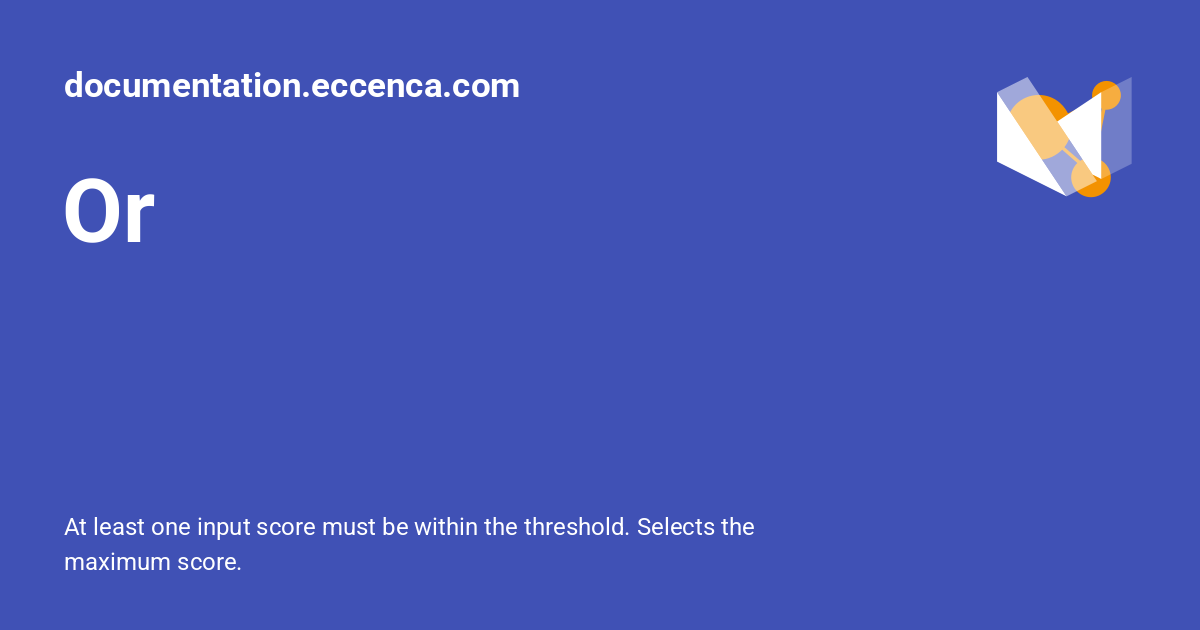 documentation.eccenca.com
Or
At least one input score must be within the threshold. Selects the
maximum score.